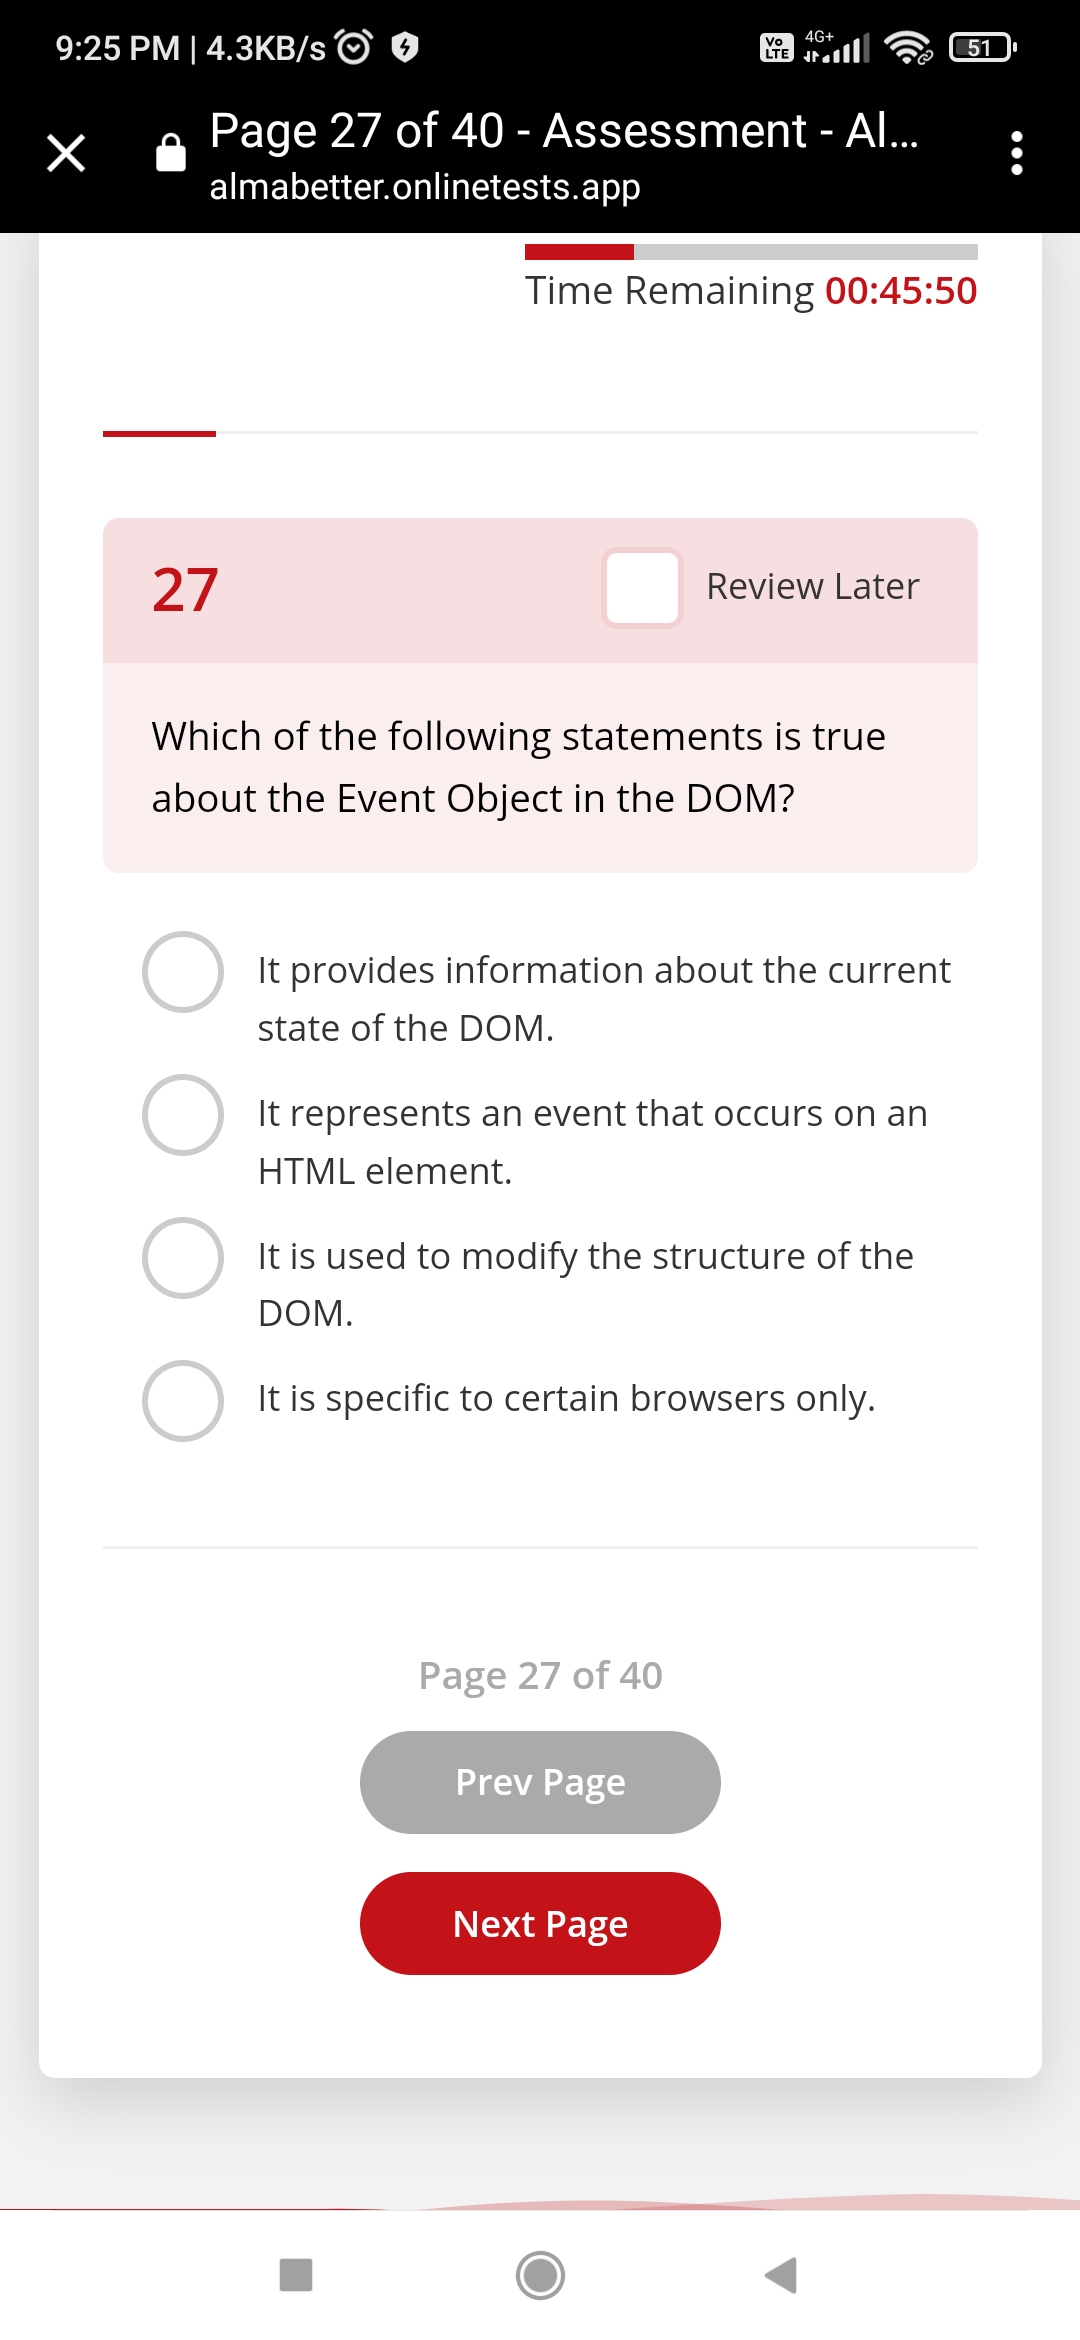 9:25 PM | 4.3KB/s
Vo LTE 4G+ 51
Page 27 of 40 - Assessment - Al...
almabetter.onlinetests.app
Time Remaining 00:45:50
27 Review Later
Which of the following statements is true
about the Event Object in the DOM?
It provides information about the current
state of the DOM.
It represents an event that occurs on an
HTML element.
It is used to modify the structure of the
DOM.
It is specific to certain browsers only.
Page 27 of 40
Prev Page
Next Page